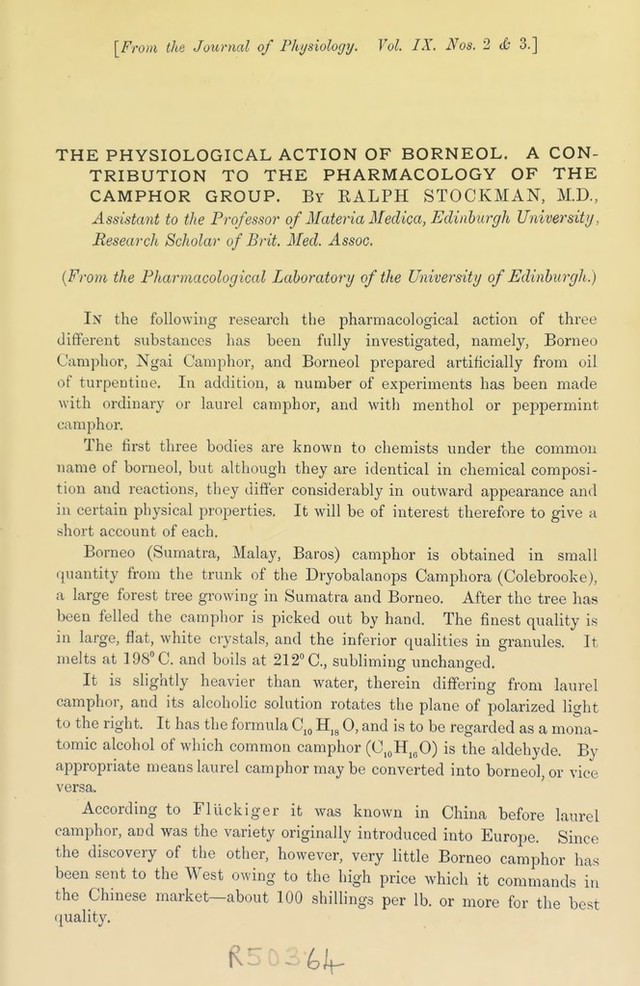 [From the Journal of Physiology. Vol. IX. Nos. 2 & 3.]
THE PHYSIOLOGICAL ACTION OF BORNEOL. A CON-
TRIBUTION TO THE PHARMACOLOGY OF THE
CAMPHOR GROUP. By RALPH STOCKMAN, M.D.,
Assistant to the Professor of Materia Medica, Edinburgh University,
Research Scholar of Brit. Med. Assoc.
(From the Pharmacological Laboratory of the University of Edinburgh.)
In the following research the pharmacological action of three
different substances has been fully investigated, namely, Borneo
Camphor, Ngai Camphor, and Borneol prepared artificially from oil
of turpentine. In addition, a number of experiments has been made
with ordinary or laurel camphor, and with menthol or peppermint
camphor.
The first three bodies are known to chemists under the common
name of borneol, but although they are identical in chemical composi-
tion and reactions, they differ considerably in outward appearance and
in certain physical properties. It will be of interest therefore to give a
short account of each.
Borneo (Sumatra, Malay, Baros) camphor is obtained in small
quantity from the trunk of the Dryobalanops Camphora (Colebrooke),
a large forest tree growing in Sumatra and Borneo. After the tree has
been felled the camphor is picked out by hand. The finest quality is
in large, flat, white crystals, and the inferior qualities in granules. It
melts at 198° C. and boils at 212° C., subliming unchanged.
It is slightly heavier than water, therein differing from laurel
camphor, and its alcoholic solution rotates the plane of polarized light
to the right. It has the formula C₁₀ H₁₈ O, and is to be regarded as a mona-
tomic alcohol of which common camphor (C₁₀H₁₆O) is the aldehyde. By
appropriate means laurel camphor may be converted into borneol, or vice
versa.
According to Flückiger it was known in China before laurel
camphor, and was the variety originally introduced into Europe. Since
the discovery of the other, however, very little Borneo camphor has
been sent to the West owing to the high price which it commands in
the Chinese market—about 100 shillings per lb. or more for the best
quality.
R50364